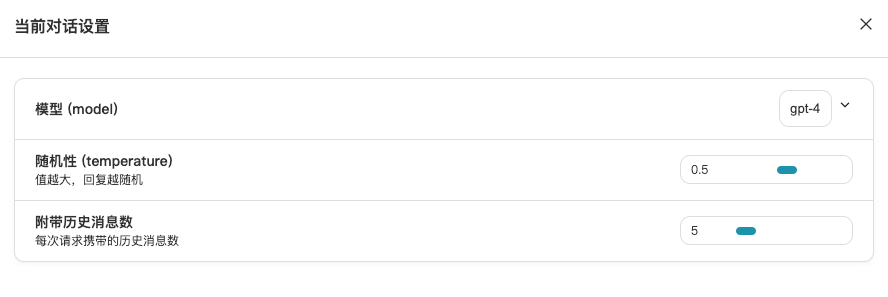 当前对话设置
模型 (model)
gpt-4
随机性 (temperature)
值越大，回复越随机
0.5
附带历史消息数
每次请求携带的历史消息数
5